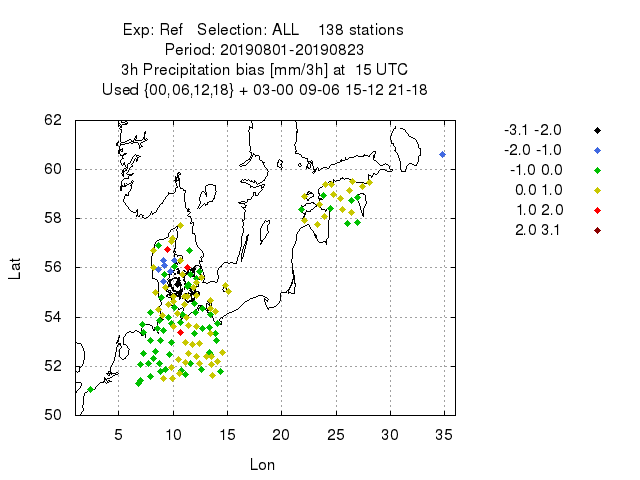 Exp: Ref   Selection: ALL    138 stations
Period: 20190801-20190823
3h Precipitation bias [mm/3h] at  15 UTC
Used {00,06,12,18} + 03-00 09-06 15-12 21-18
62
60
58
56
54
52
50
Lat
5 10 15 20 25 30 35
Lon
-3.1 -2.0
-2.0 -1.0
-1.0 0.0
0.0 1.0
1.0 2.0
2.0 3.1